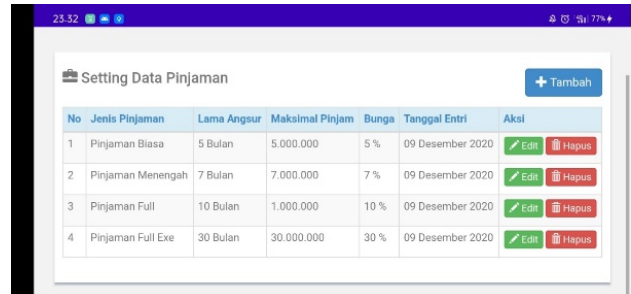 23.32 77%
Setting Data Pinjaman
+ Tambah
No Jenis Pinjaman Lama Angsur Maksimal Pinjam Bunga Tanggal Entri Aksi
1 Pinjaman Biasa 5 Bulan 5.000.000 5 % 09 Desember 2020 Edit Hapus
2 Pinjaman Menengah 7 Bulan 7.000.000 7 % 09 Desember 2020 Edit Hapus
3 Pinjaman Full 10 Bulan 1.000.000 10 % 09 Desember 2020 Edit Hapus
4 Pinjaman Full Exe 30 Bulan 30.000.000 30 % 09 Desember 2020 Edit Hapus